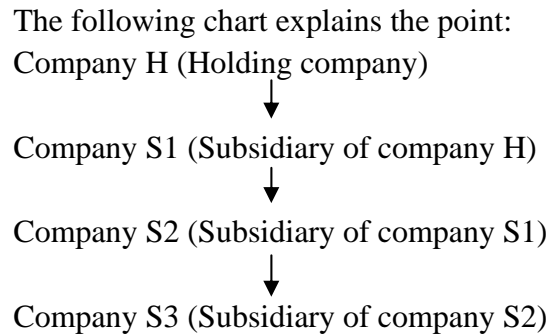 The following chart explains the point:
Company H (Holding company)
Company S1 (Subsidiary of company H)
Company S2 (Subsidiary of company S1)
Company S3 (Subsidiary of company S2)